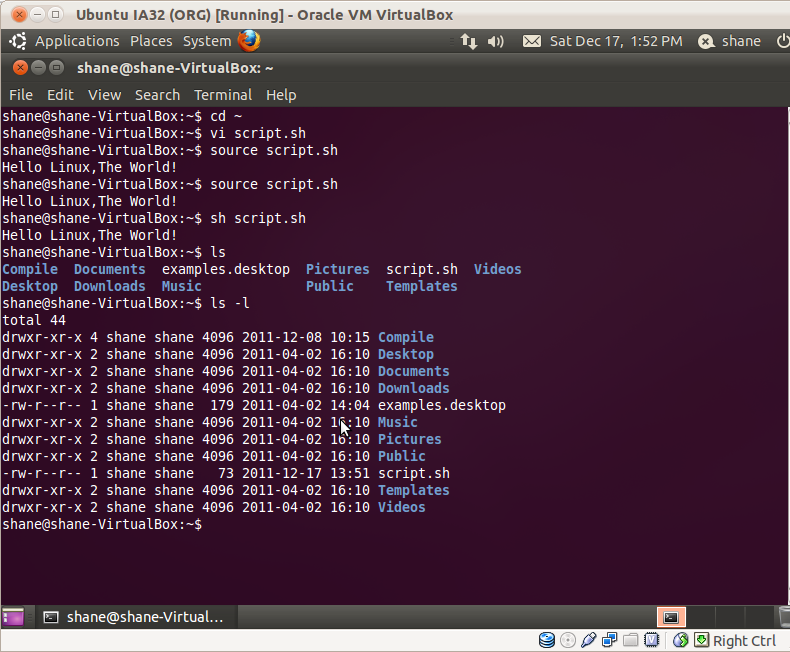 Ubuntu IA32 (ORG) [Running] - Oracle VM VirtualBox
Applications Places System Sat Dec 17, 1:52 PM shane
shane@shane-VirtualBox: ~
File Edit View Search Terminal Help
shane@shane-VirtualBox:~$ cd ~
shane@shane-VirtualBox:~$ vi script.sh
shane@shane-VirtualBox:~$ source script.sh
Hello Linux,The World!
shane@shane-VirtualBox:~$ source script.sh
Hello Linux,The World!
shane@shane-VirtualBox:~$ sh script.sh
Hello Linux,The World!
shane@shane-VirtualBox:~$ ls
Compile Documents examples.desktop Pictures script.sh Videos
Desktop Downloads Music Public Templates
shane@shane-VirtualBox:~$ ls -l
total 44
drwxr-xr-x 4 shane shane 4096 2011-12-08 10:15 Compile
drwxr-xr-x 2 shane shane 4096 2011-04-02 16:10 Desktop
drwxr-xr-x 2 shane shane 4096 2011-04-02 16:10 Documents
drwxr-xr-x 2 shane shane 4096 2011-04-02 16:10 Downloads
-rw-r--r-- 1 shane shane 179 2011-04-02 14:04 examples.desktop
drwxr-xr-x 2 shane shane 4096 2011-04-02 16:10 Music
drwxr-xr-x 2 shane shane 4096 2011-04-02 16:10 Pictures
drwxr-xr-x 2 shane shane 4096 2011-04-02 16:10 Public
-rw-r--r-- 1 shane shane 73 2011-12-17 13:51 script.sh
drwxr-xr-x 2 shane shane 4096 2011-04-02 16:10 Templates
drwxr-xr-x 2 shane shane 4096 2011-04-02 16:10 Videos
shane@shane-VirtualBox:~$
shane@shane-Virtual...
Right Ctrl